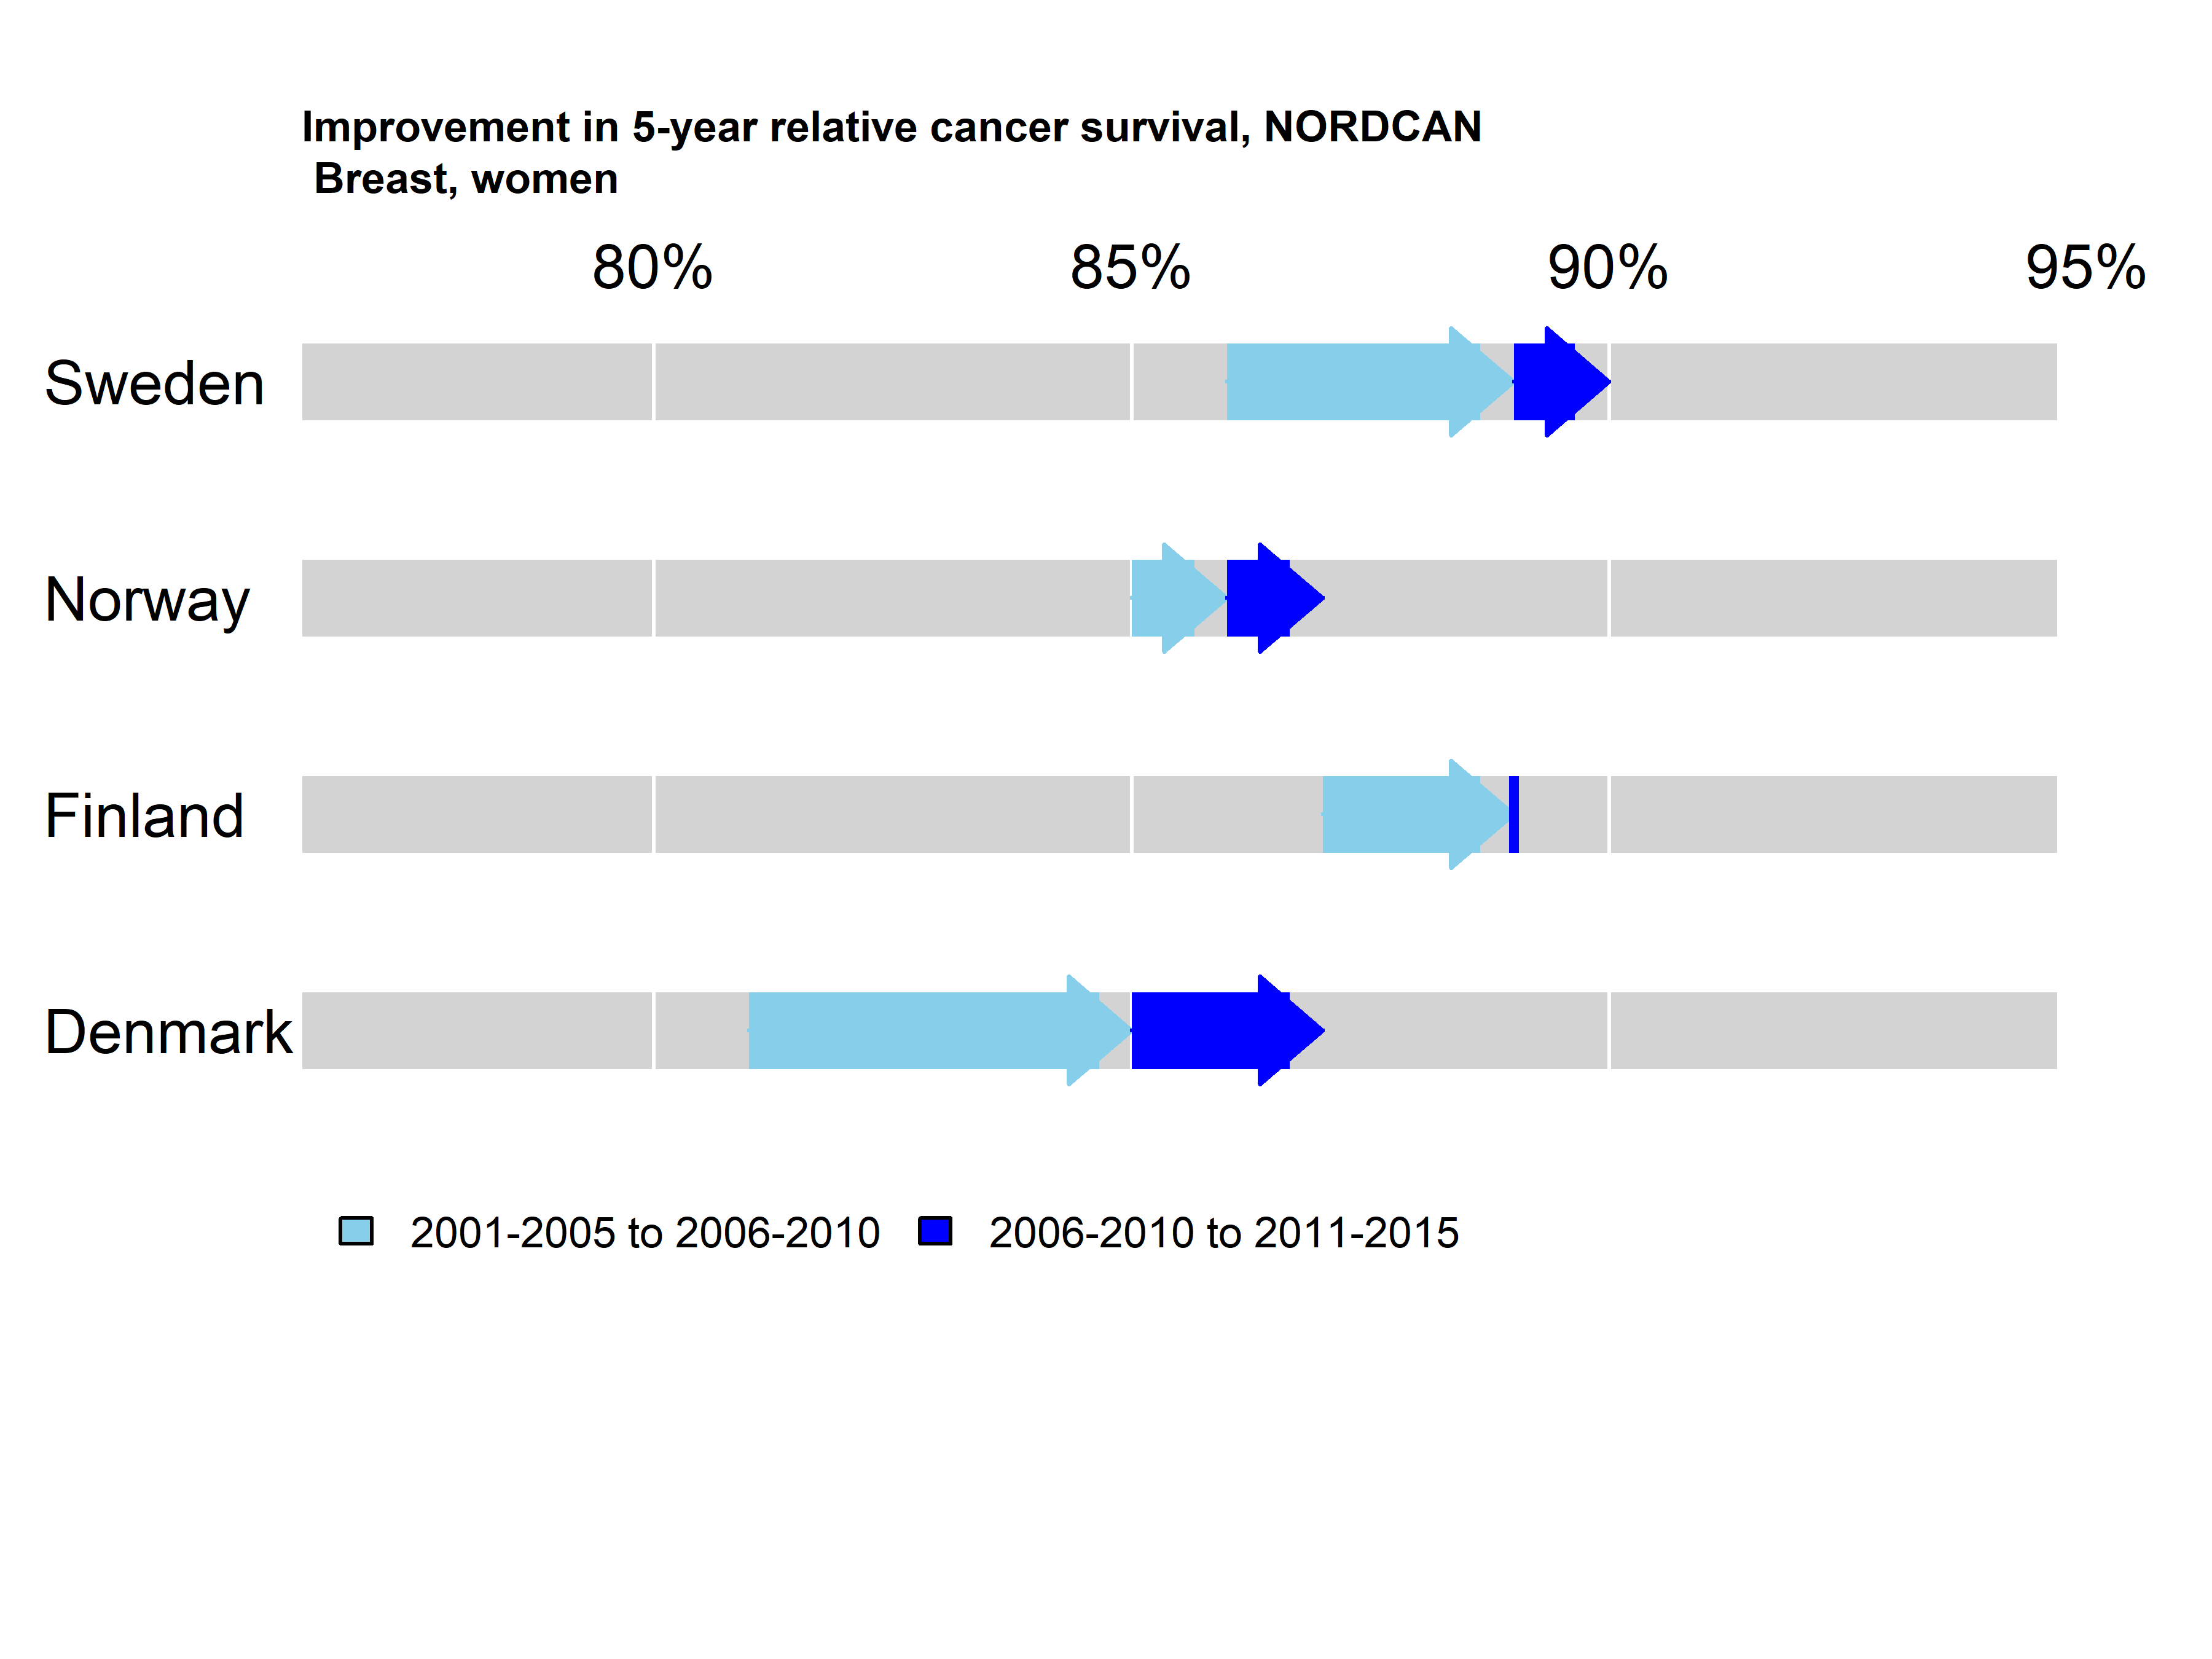 Improvement in 5-year relative cancer survival, NORDCAN
Breast, women
80% 85% 90% 95%
Sweden
Norway
Finland
Denmark
2001-2005 to 2006-2010 2006-2010 to 2011-2015